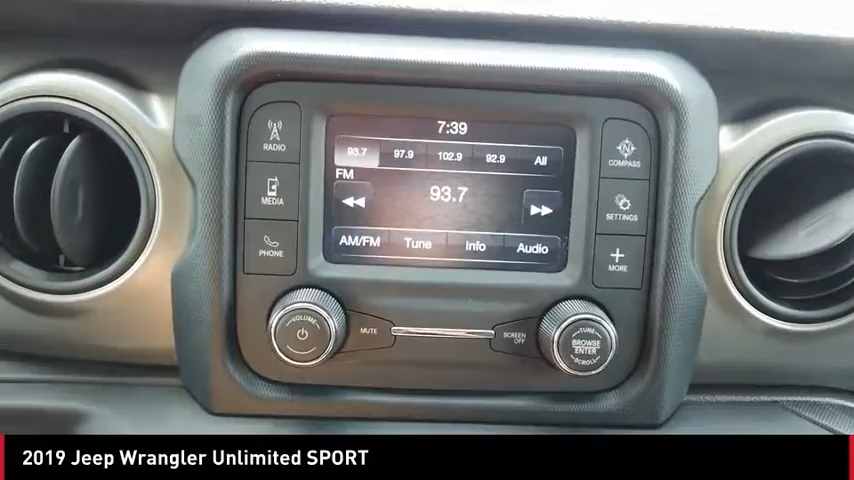 7:39
93.7 97.9 102.9 92.9 All
FM
93.7
AM/FM Tune Info Audio
RADIO
MEDIA
PHONE
N
COMPASS
SETTINGS
MORE
VOLUME
MUTE
SCREEN
OFF
TUNE
BROWSE
ENTER
SCROLL
2019 Jeep Wrangler Unlimited SPORT